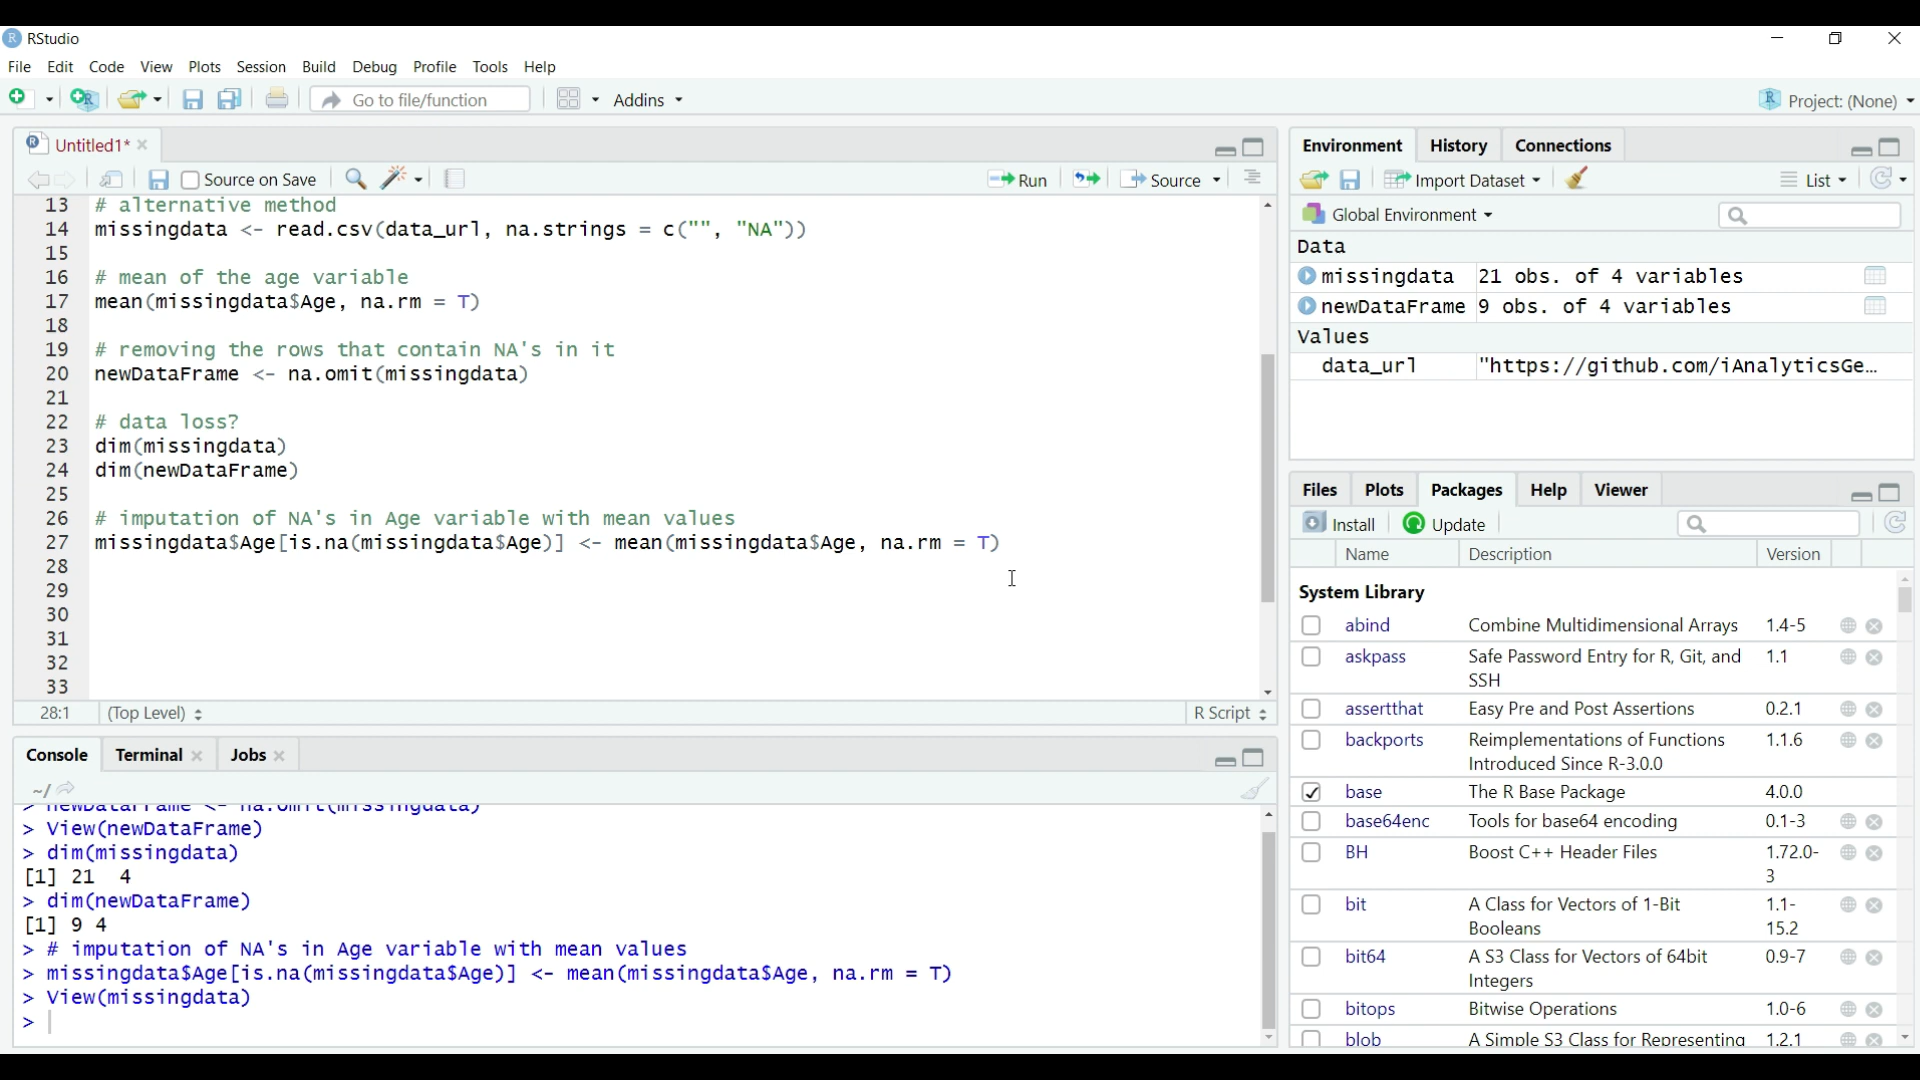 RStudio
File Edit Code View Plots Session Build Debug Profile Tools Help
Go to file/function
Addins
Project: (None)
Untitled1*
Source on Save
Run
Source
13 # alternative method
14 missingdata <- read.csv(data_url, na.strings = c("", "NA"))
15
16 # mean of the age variable
17 mean(missingdata$Age, na.rm = T)
18
19 # removing the rows that contain NA's in it
20 newDataFrame <- na.omit(missingdata)
21
22 # data loss?
23 dim(missingdata)
24 dim(newDataFrame)
25
26 # imputation of NA's in Age variable with mean values
27 missingdata$Age[is.na(missingdata$Age)] <- mean(missingdata$Age, na.rm = T)
28
29
30
31
32
33
28:1 (Top Level) R Script
Console Terminal Jobs
~/
> newDataFrame <- na.omit(missingdata)
> View(newDataFrame)
> dim(missingdata)
[1] 21 4
> dim(newDataFrame)
[1] 9 4
> # imputation of NA's in Age variable with mean values
> missingdata$Age[is.na(missingdata$Age)] <- mean(missingdata$Age, na.rm = T)
> View(missingdata)
>
Environment History Connections
Import Dataset
List
Global Environment
Data
missingdata 21 obs. of 4 variables
newDataFrame 9 obs. of 4 variables
Values
data_url "https://github.com/iAnalyticsGe…
Files Plots Packages Help Viewer
Install Update
Name Description Version
System Library
abind Combine Multidimensional Arrays 1.4-5
askpass Safe Password Entry for R, Git, and 1.1
SSH
assertthat Easy Pre and Post Assertions 0.2.1
backports Reimplementations of Functions 1.1.6
Introduced Since R-3.0.0
base The R Base Package 4.0.0
base64enc Tools for base64 encoding 0.1-3
BH Boost C++ Header Files 1.72.0-
3
bit A Class for Vectors of 1-Bit 1.1-
Booleans 15.2
bit64 A S3 Class for Vectors of 64bit 0.9-7
Integers
bitops Bitwise Operations 1.0-6
blob A Simple S3 Class for Representing 1.2.1